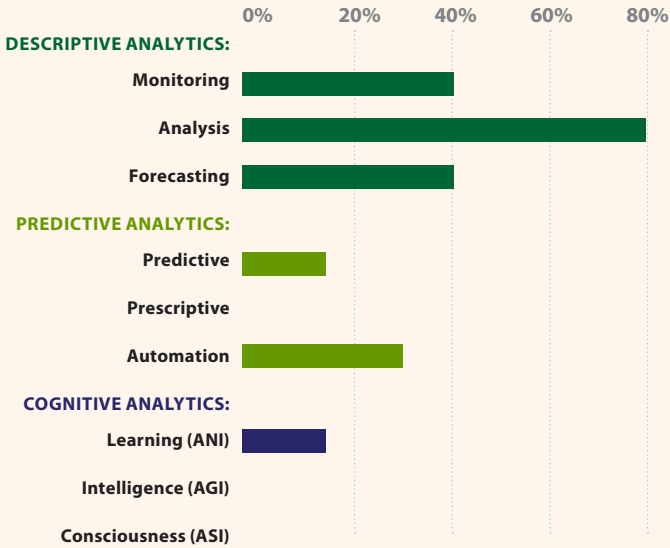 0% 20% 40% 60% 80%
DESCRIPTIVE ANALYTICS:
Monitoring
Analysis
Forecasting
PREDICTIVE ANALYTICS:
Predictive
Prescriptive
Automation
COGNITIVE ANALYTICS:
Learning (ANI)
Intelligence (AGI)
Consciousness (ASI)